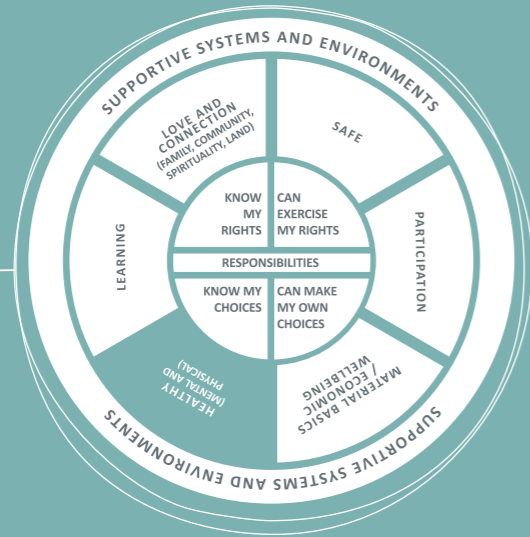 SUPPORTIVE SYSTEMS AND ENVIRONMENTS
LOVE AND
CONNECTION
(FAMILY, COMMUNITY,
SPIRITUALITY, LAND)
SAFE
LEARNING
KNOW
MY
RIGHTS
CAN
EXERCISE
MY RIGHTS
PARTICIPATION
RESPONSIBILITIES
KNOW MY
CHOICES
CAN MAKE
MY OWN
CHOICES
HEALTHY
(MENTAL AND
PHYSICAL)
MATERIAL BASICS
/ ECONOMIC
WELLBEING
SUPPORTIVE SYSTEMS AND ENVIRONMENTS